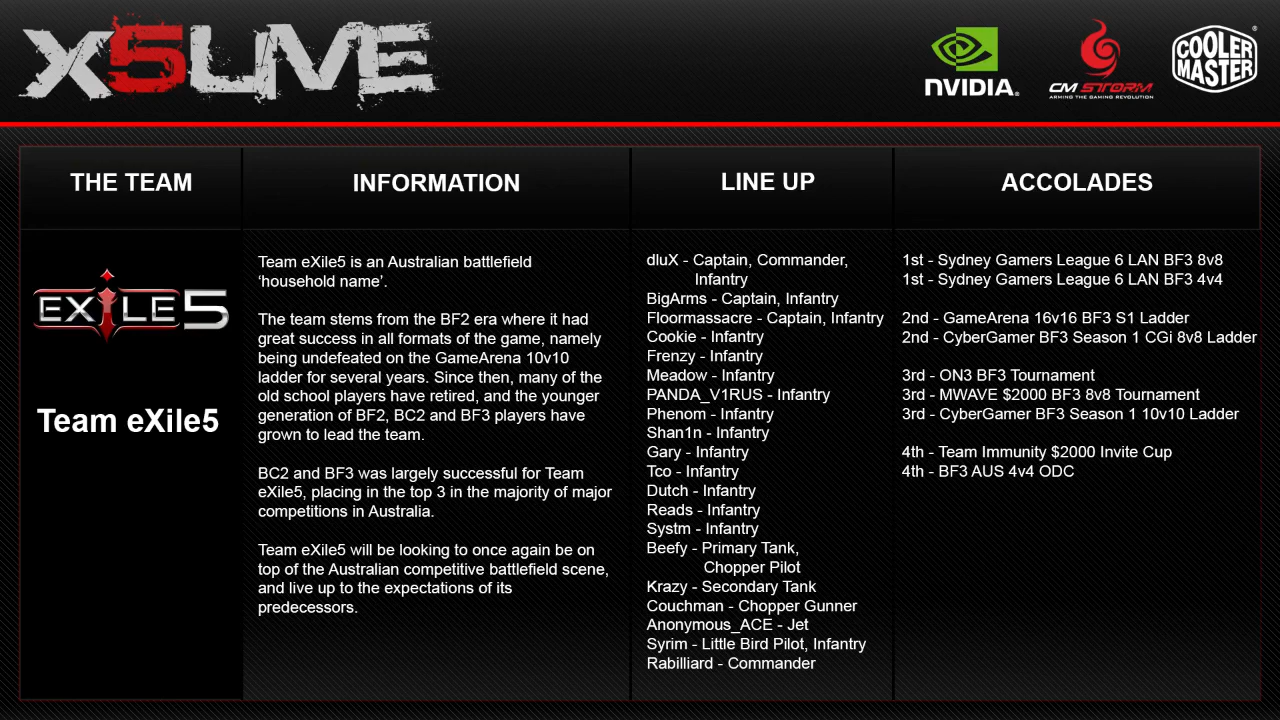 X5LIVE
NVIDIA®
CM STORM
ARMING THE GAMING REVOLUTION
COOLER MASTER®
THE TEAM
INFORMATION
LINE UP
ACCOLADES
EXILE5
Team eXile5
Team eXile5 is an Australian battlefield
‘household name’.
The team stems from the BF2 era where it had
great success in all formats of the game, namely
being undefeated on the GameArena 10v10
ladder for several years. Since then, many of the
old school players have retired, and the younger
generation of BF2, BC2 and BF3 players have
grown to lead the team.
BC2 and BF3 was largely successful for Team
eXile5, placing in the top 3 in the majority of major
competitions in Australia.
Team eXile5 will be looking to once again be on
top of the Australian competitive battlefield scene,
and live up to the expectations of its
predecessors.
dluX - Captain, Commander,
Infantry
BigArms - Captain, Infantry
Floormassacre - Captain, Infantry
Cookie - Infantry
Frenzy - Infantry
Meadow - Infantry
PANDA_V1RUS - Infantry
Phenom - Infantry
Shan1n - Infantry
Gary - Infantry
Tco - Infantry
Dutch - Infantry
Reads - Infantry
Systm - Infantry
Beefy - Primary Tank,
Chopper Pilot
Krazy - Secondary Tank
Couchman - Chopper Gunner
Anonymous_ACE - Jet
Syrim - Little Bird Pilot, Infantry
Rabilliard - Commander
1st - Sydney Gamers League 6 LAN BF3 8v8
1st - Sydney Gamers League 6 LAN BF3 4v4
2nd - GameArena 16v16 BF3 S1 Ladder
2nd - CyberGamer BF3 Season 1 CGi 8v8 Ladder
3rd - ON3 BF3 Tournament
3rd - MWAVE $2000 BF3 8v8 Tournament
3rd - CyberGamer BF3 Season 1 10v10 Ladder
4th - Team Immunity $2000 Invite Cup
4th - BF3 AUS 4v4 ODC